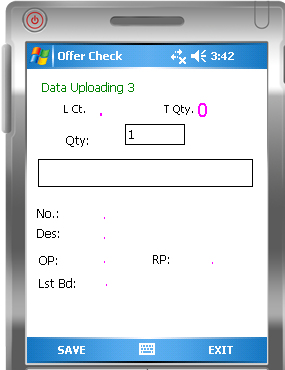 Offer Check 3:42
Data Uploading 3
L Ct. . T Qty. 0
Qty: 1
No.: .
Des: .
OP: . RP: .
Lst Bd: .
SAVE EXIT